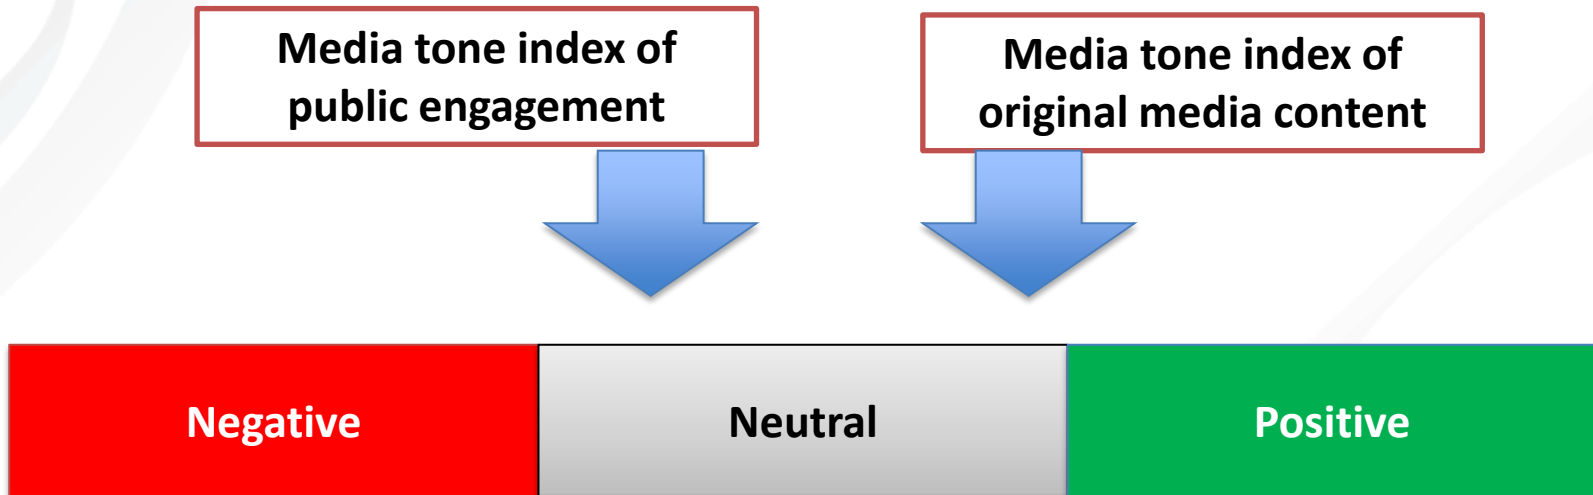 Media tone index of
public engagement
Media tone index of
original media content
Negative
Neutral
Positive